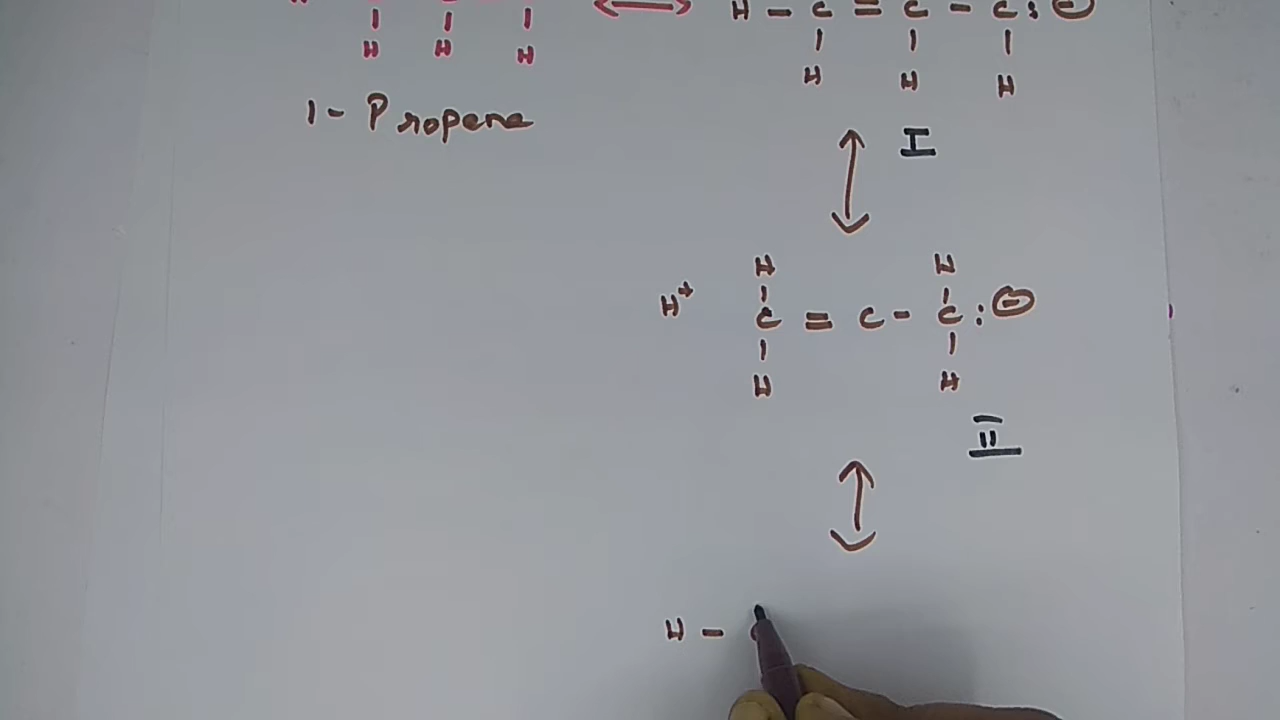 H - C = C - C : ⊖
| | | | | |
H H H H H H
1 - Propene
I
H H
| |
H+ C = C - C : ⊖
| |
H H
II
H - C